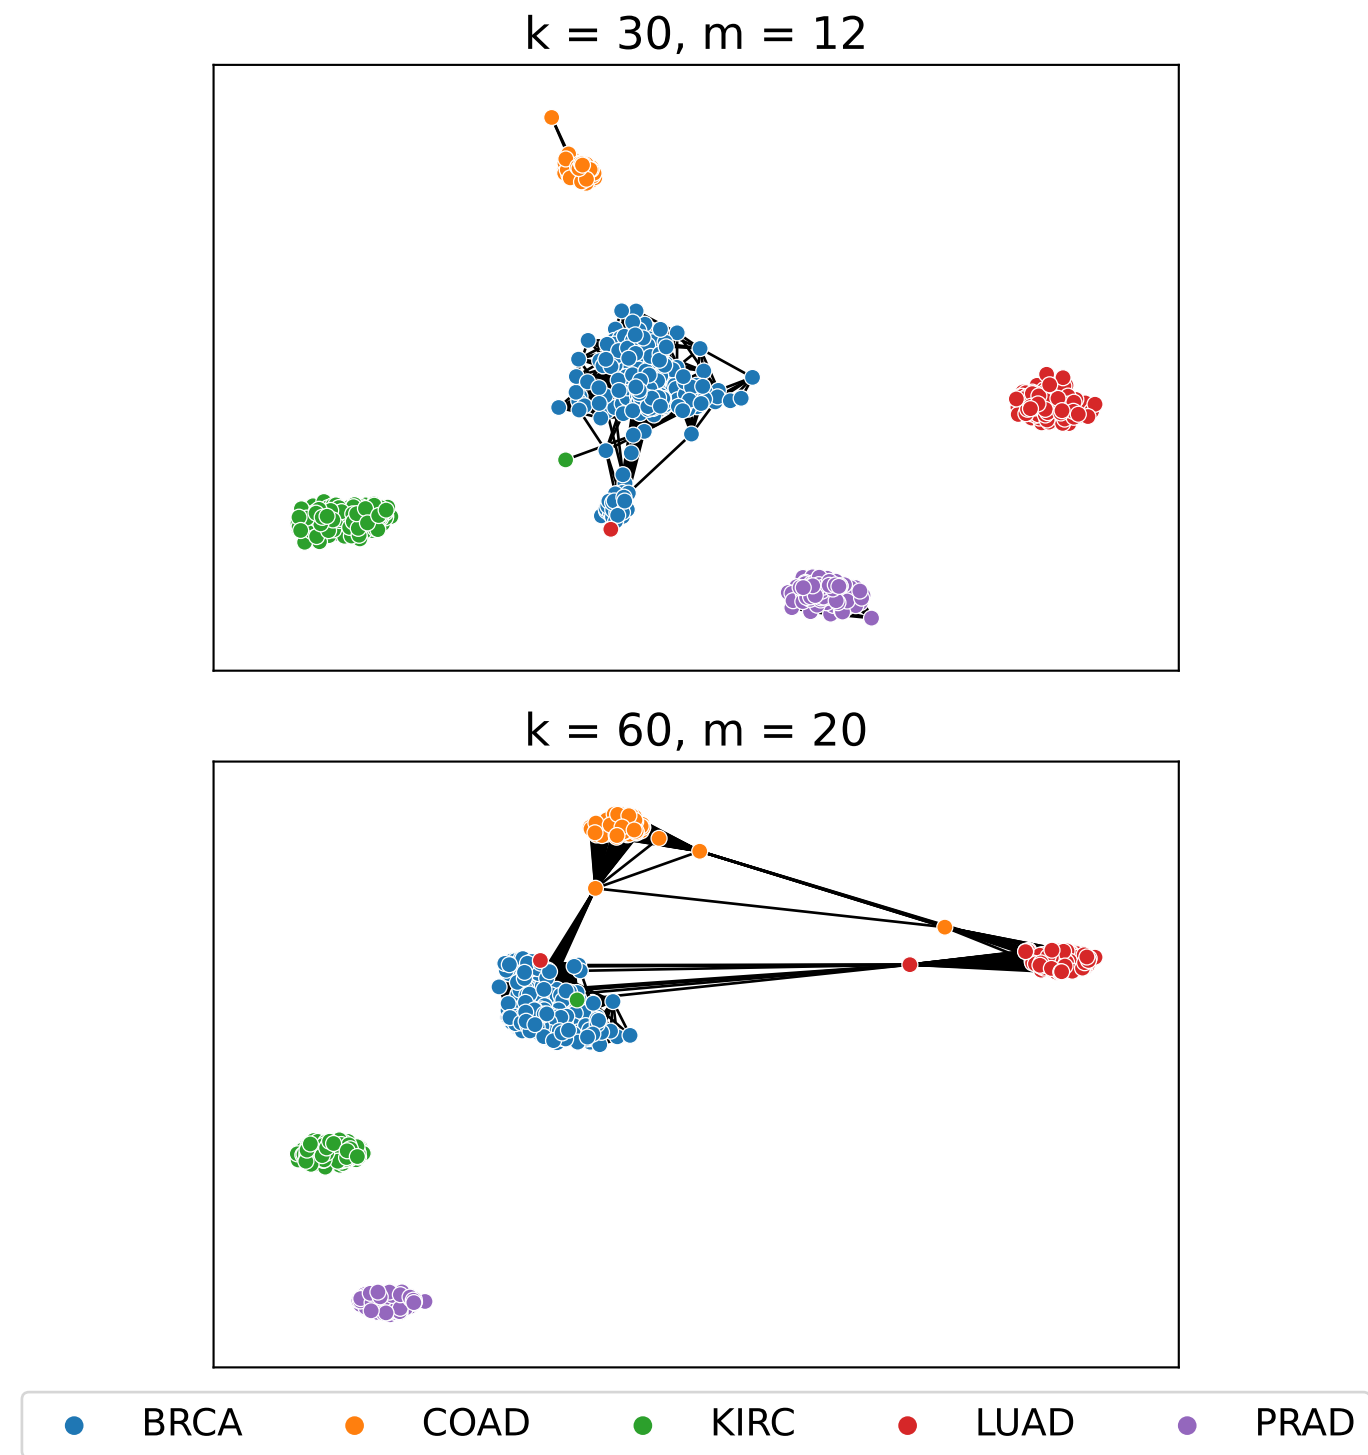 k = 30, m = 12
k = 60, m = 20
BRCA COAD KIRC LUAD PRAD